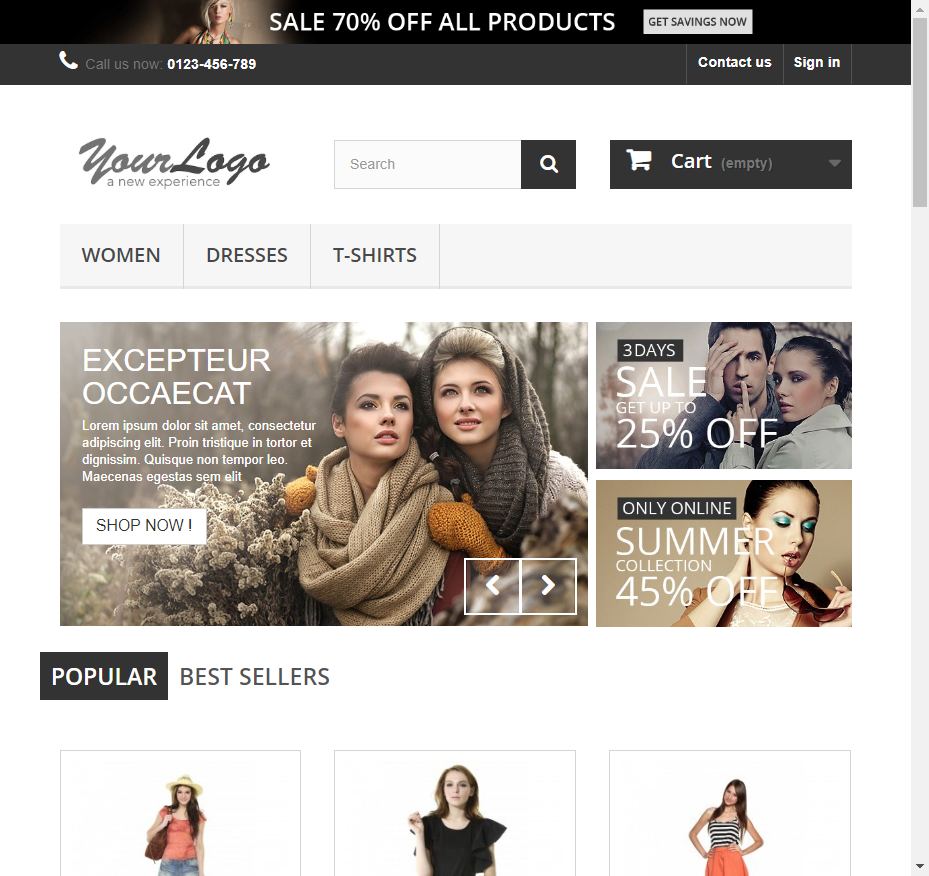 SALE 70% OFF ALL PRODUCTS GET SAVINGS NOW
Call us now: 0123-456-789 Contact us Sign in
YourLogo
a new experience
Search
Cart (empty)
WOMEN DRESSES T-SHIRTS
EXCEPTEUR
OCCAECAT
Lorem ipsum dolor sit amet, consectetur
adipiscing elit. Proin tristique in tortor et
dignissim. Quisque non tempor leo.
Maecenas egestas sem elit
SHOP NOW !
3DAYS
SALE
GET UP TO
25% OFF
ONLY ONLINE
SUMMER
COLLECTION
45% OFF
POPULAR BEST SELLERS